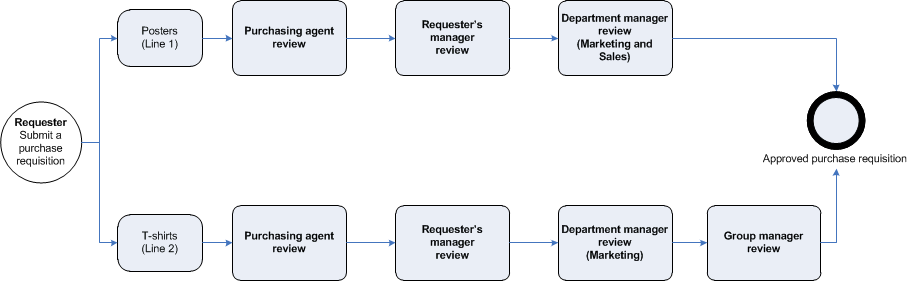 Posters
(Line 1)
Purchasing agent
review
Requester's
manager
review
Department manager
review
(Marketing and
Sales)
Requester
Submit a
purchase
requisition
Approved purchase requisition
T-shirts
(Line 2)
Purchasing agent
review
Requester's
manager
review
Department manager
review
(Marketing)
Group manager
review